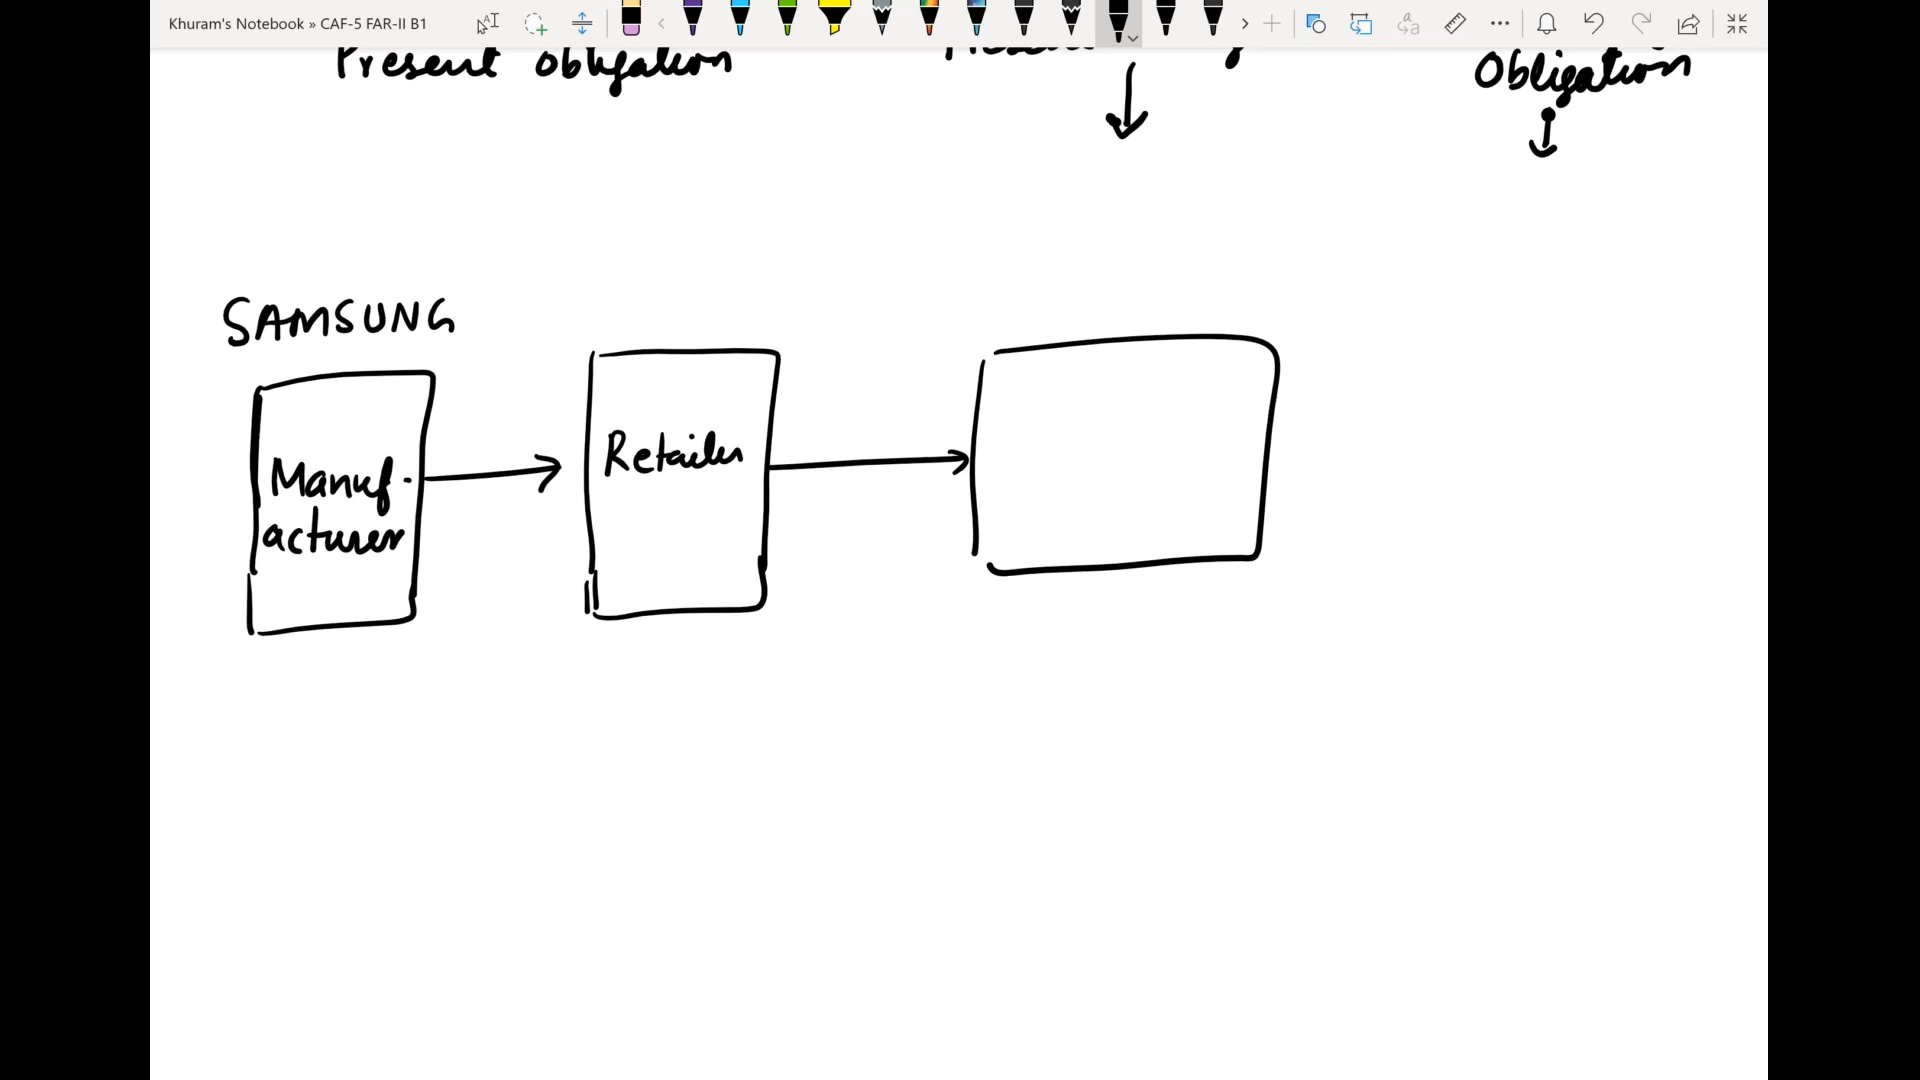 Khuram's Notebook » CAF-5 FAR-II B1
Present obligation
Obligation
SAMSUNG
Manuf-
acturer
Retailer